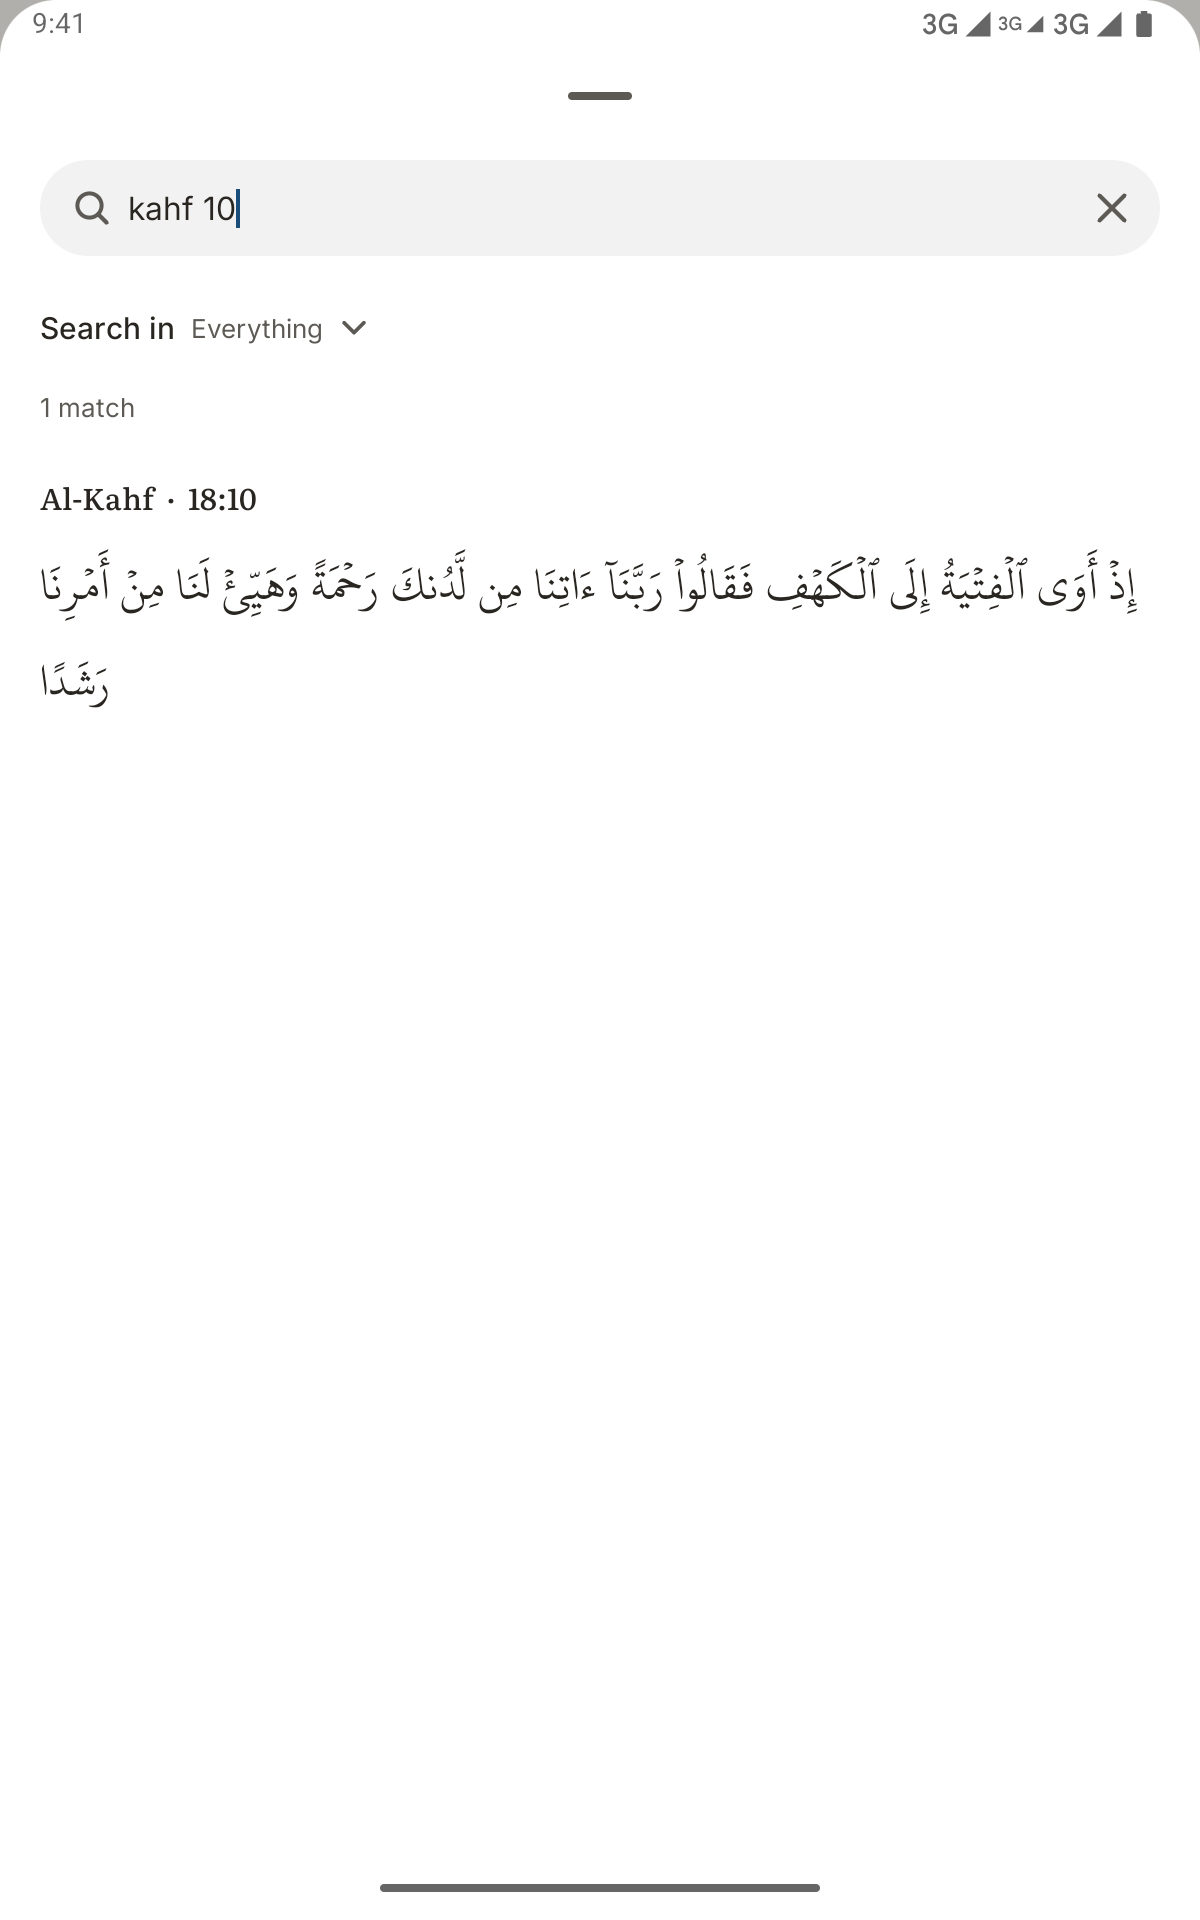 9:41
3G 3G 3G
kahf 10
Search in Everything
1 match
Al-Kahf · 18:10
إِذْ أَوَى ٱلْفِتْيَةُ إِلَى ٱلْكَهْفِ فَقَالُوا۟ رَبَّنَآ ءَاتِنَا مِن لَّدُنكَ رَحْمَةً وَهَيِّئْ لَنَا مِنْ أَمْرِنَا
رَشَدًا